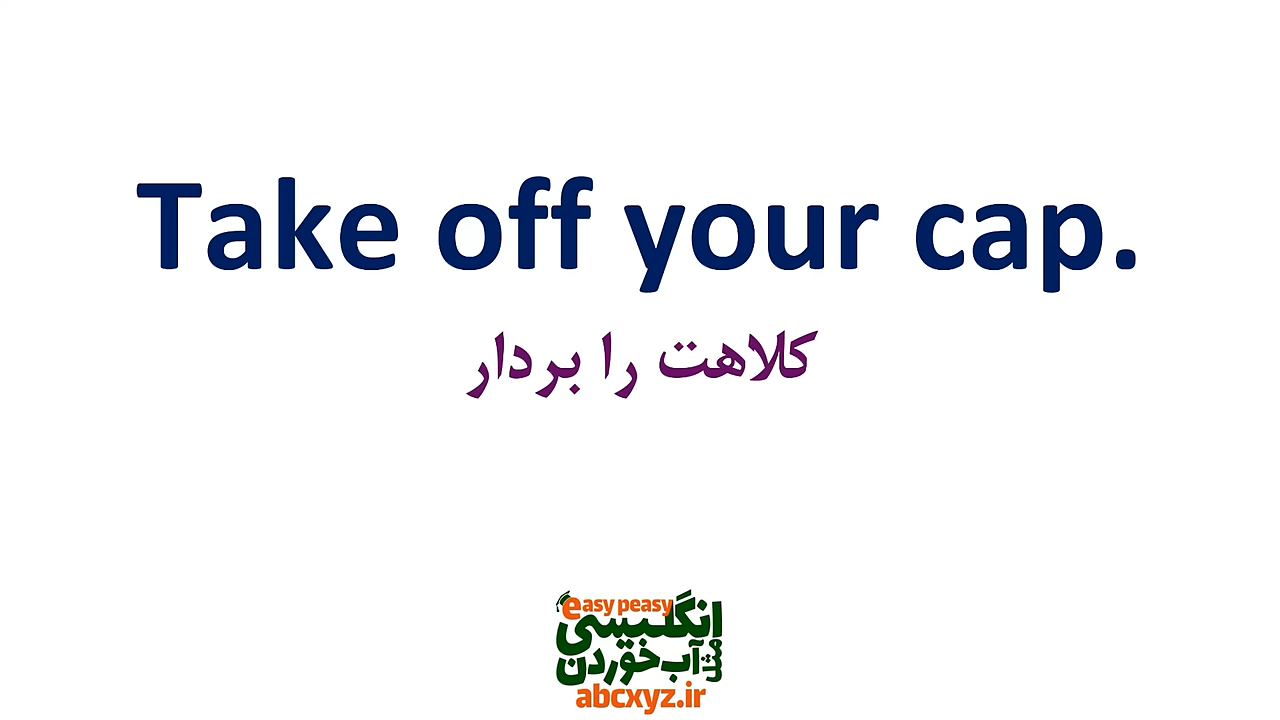 Take off your cap.
کلاهت را بردار
easy peasy
انگلیسی
مثل آب خوردن
abcxyz.ir